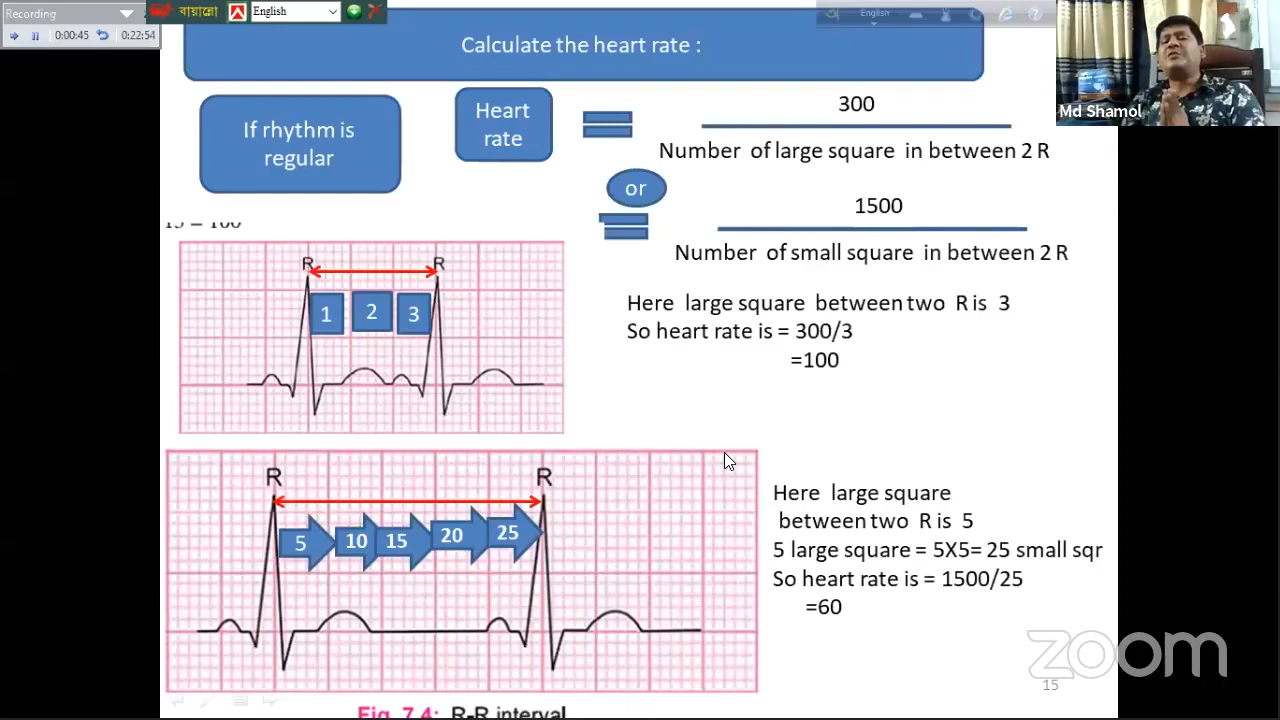 Recording
0:00:45 0:22:54
বায়ান্নো English
English
Calculate the heart rate :
Md Shamol
If rhythm is
regular
Heart
rate
300
Number of large square in between 2 R
or
1500
Number of small square in between 2 R
15 = 100
R R
1 2 3
Here large square between two R is 3
So heart rate is = 300/3
=100
R R
5 10 15 20 25
Here large square
between two R is 5
5 large square = 5X5= 25 small sqr
So heart rate is = 1500/25
=60
zoom
15
Fig. 7.4: R-R interval